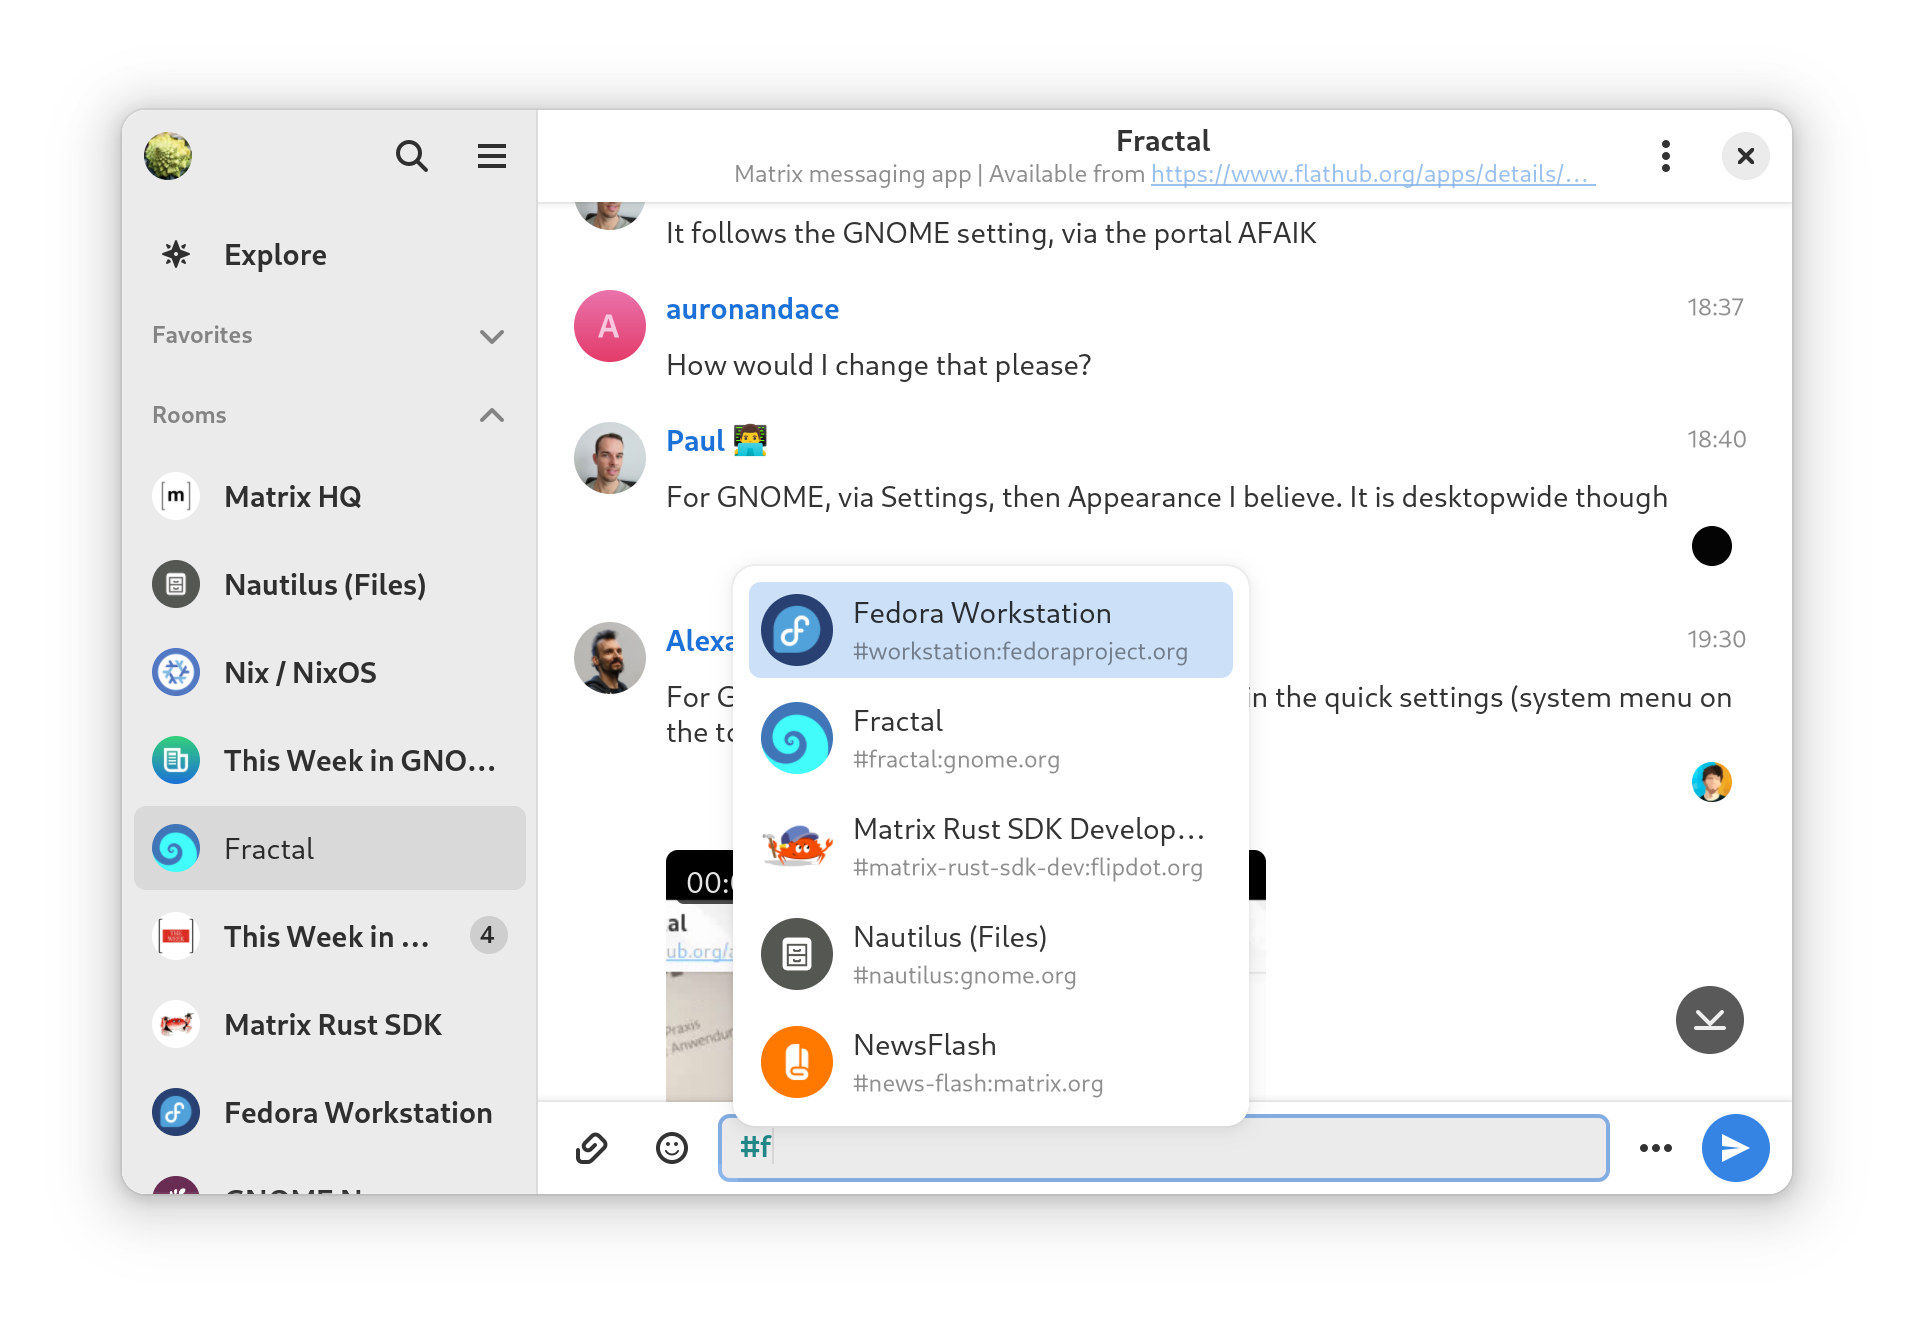 Explore
Favorites
Rooms
[m]
Matrix HQ
Nautilus (Files)
Nix / NixOS
This Week in GNO…
Fractal
THE WEEK
This Week in …
4
Matrix Rust SDK
Fedora Workstation
Fractal
Matrix messaging app | Available from https://www.flathub.org/apps/details/…
It follows the GNOME setting, via the portal AFAIK
A
auronandace
18:37
How would I change that please?
Paul
18:40
For GNOME, via Settings, then Appearance I believe. It is desktopwide though
Alexa
19:30
For G
in the quick settings (system menu on
the to
00:
al
ub.org/a
Praxis
Anwendun
Fedora Workstation
#workstation:fedoraproject.org
Fractal
#fractal:gnome.org
Matrix Rust SDK Develop…
#matrix-rust-sdk-dev:flipdot.org
Nautilus (Files)
#nautilus:gnome.org
NewsFlash
#news-flash:matrix.org
#f